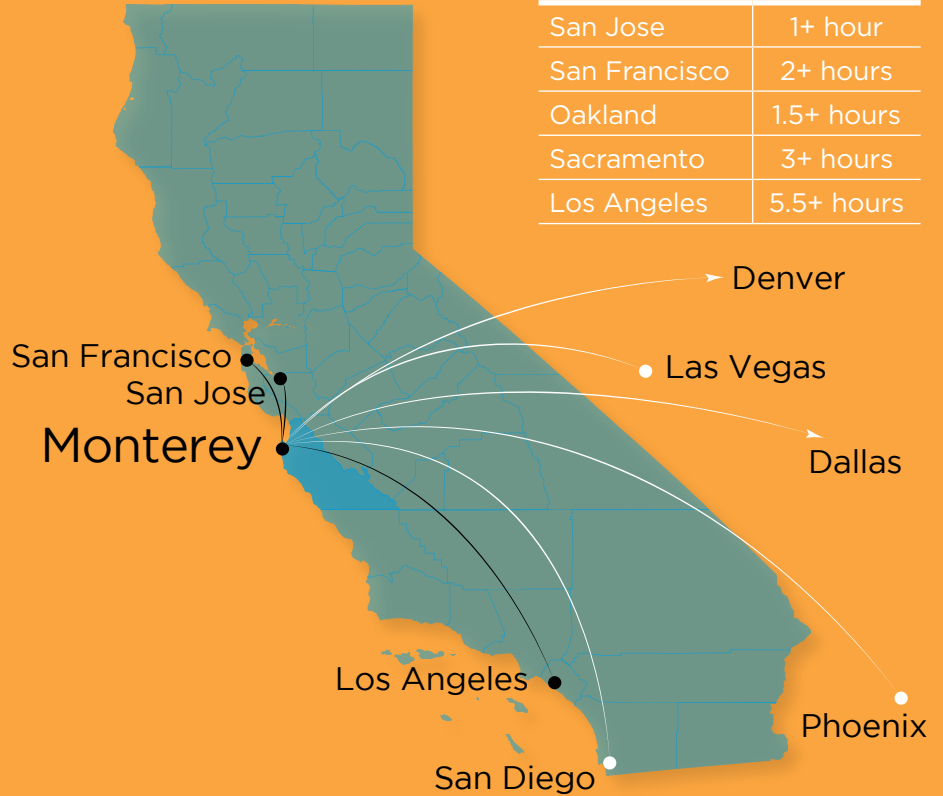 San Jose 1+ hour
San Francisco 2+ hours
Oakland 1.5+ hours
Sacramento 3+ hours
Los Angeles 5.5+ hours
Denver
San Francisco
Las Vegas
San Jose
Monterey
Dallas
Los Angeles
Phoenix
San Diego